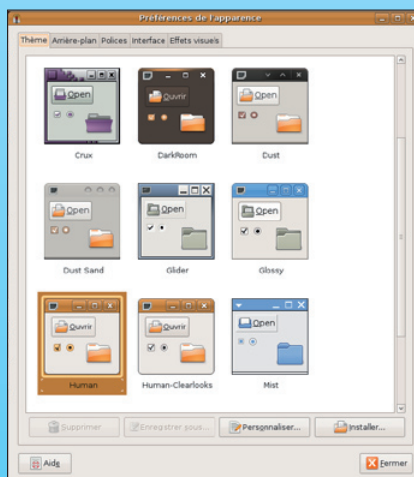 Préférences de l'apparence
Thème Arrière-plan Polices Interface Effets visuels
Open Ouvrir Open
Crux DarkRoom Dust
Open Open Open
Dust Sand Glider Glossy
Ouvrir Ouvrir Open
Human Human-Clearlooks Mist
Supprimer Enregistrer sous... Personnaliser... Installer...
Aide Fermer